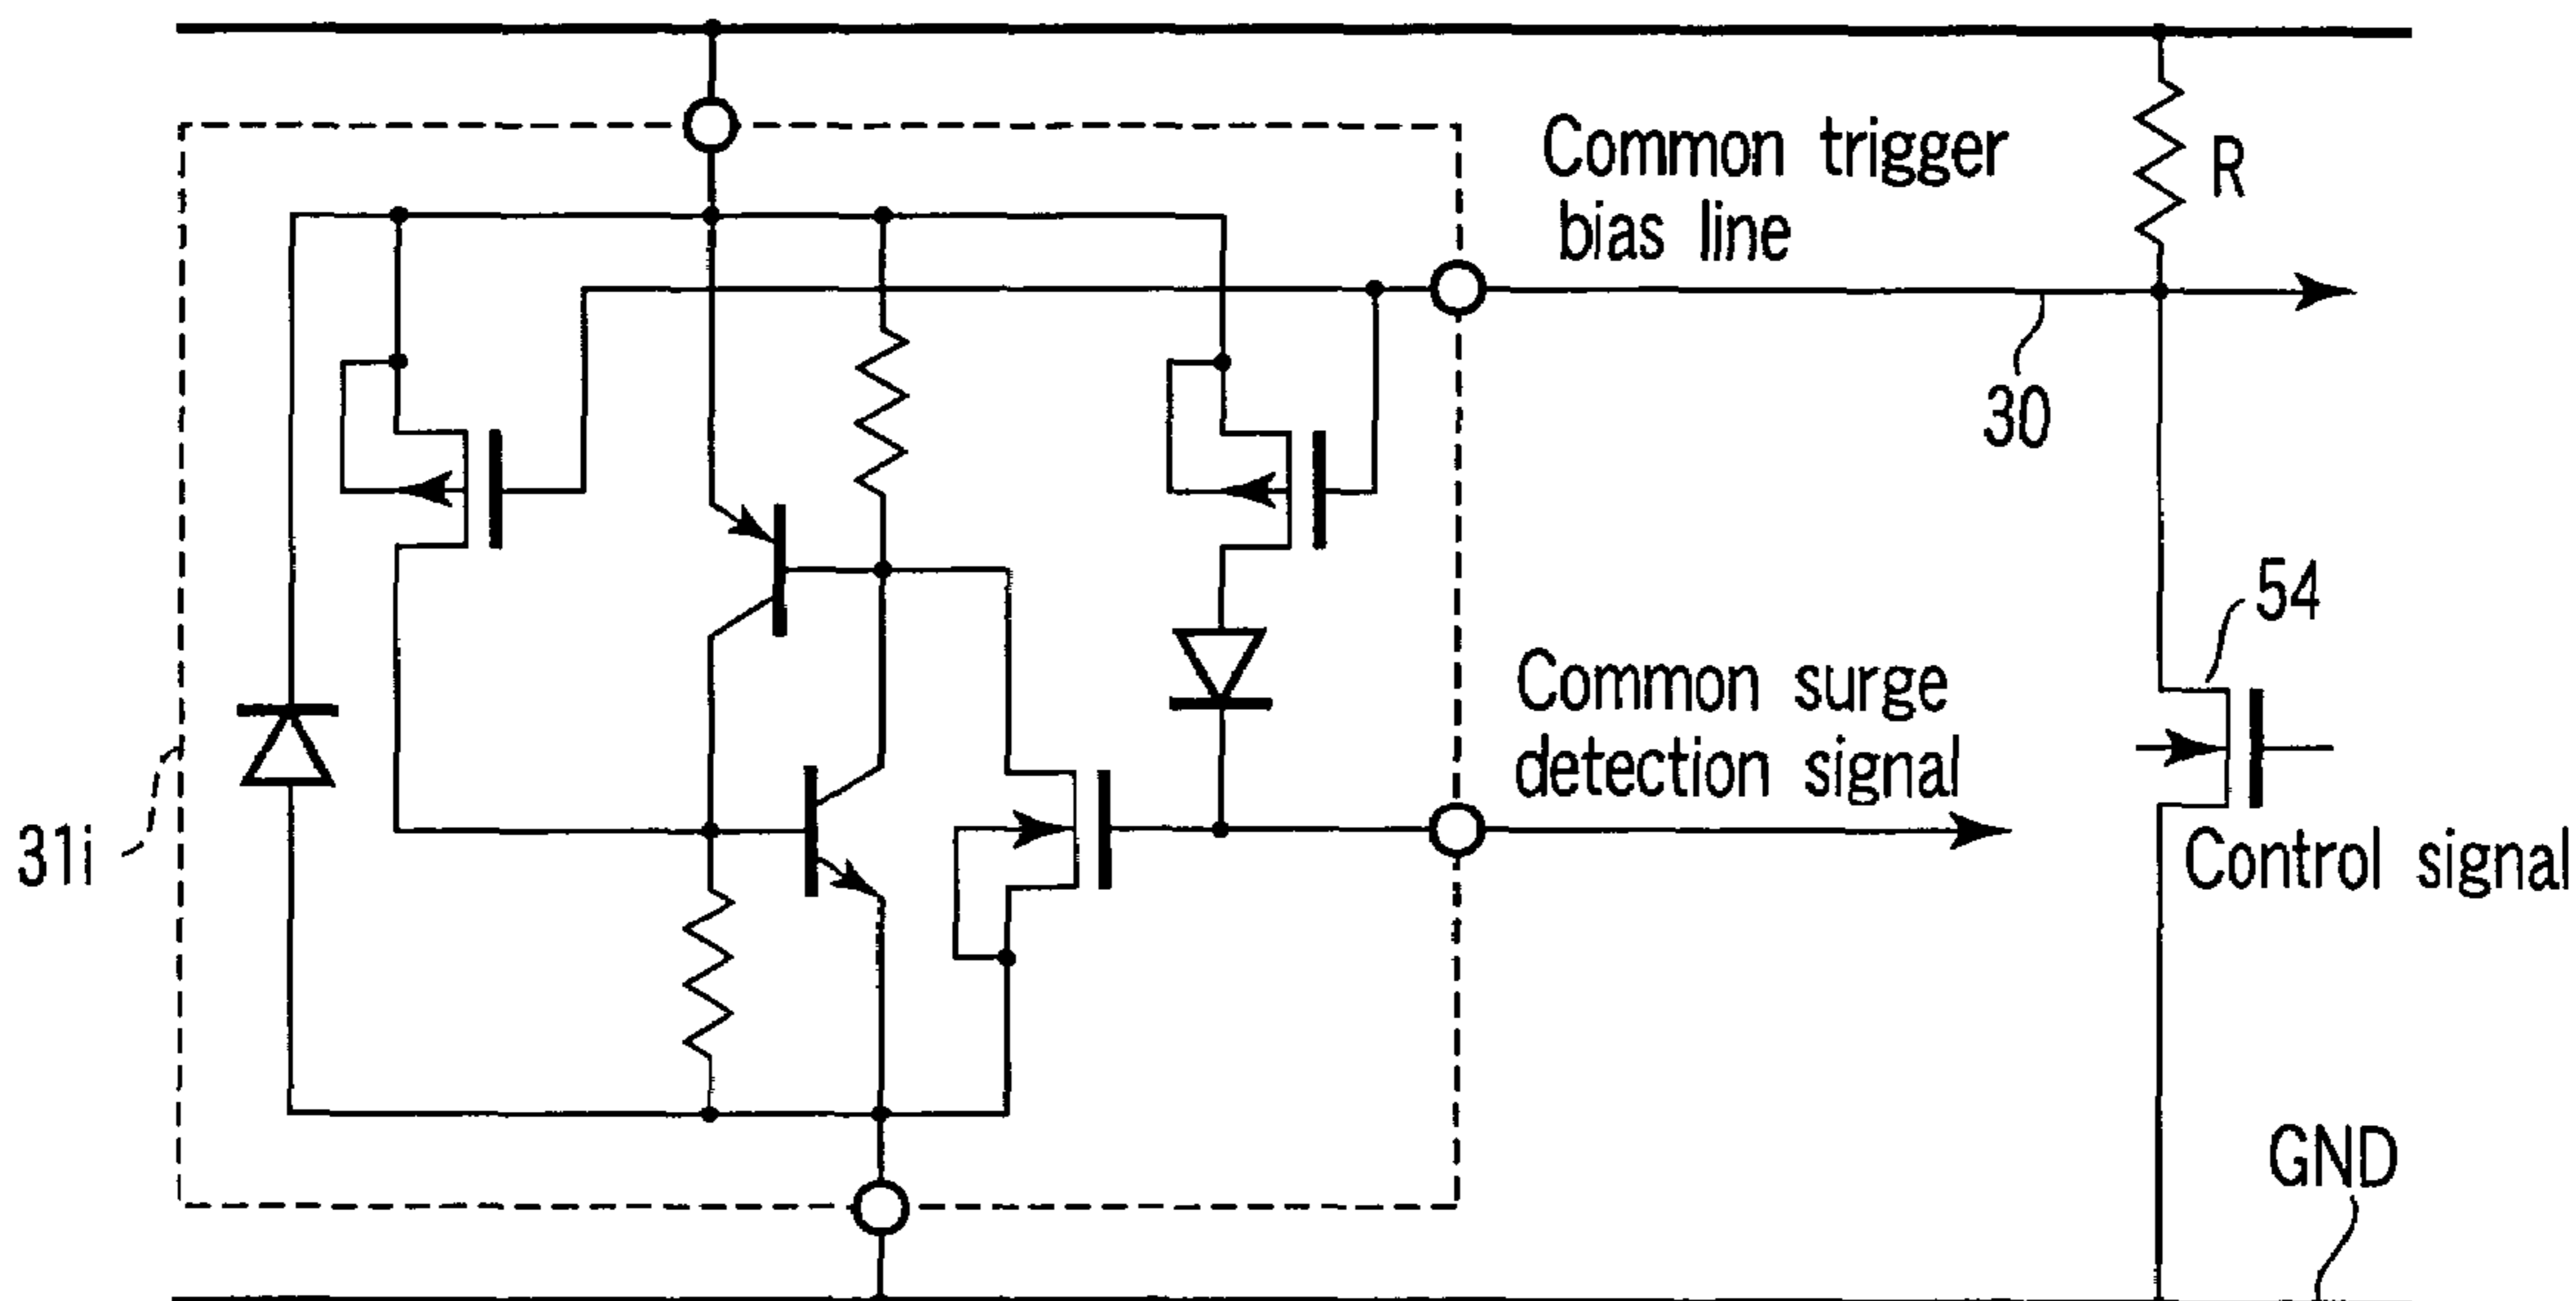 Common trigger
bias line
R
30
54
Common surge
detection signal
31i
Control signal
GND